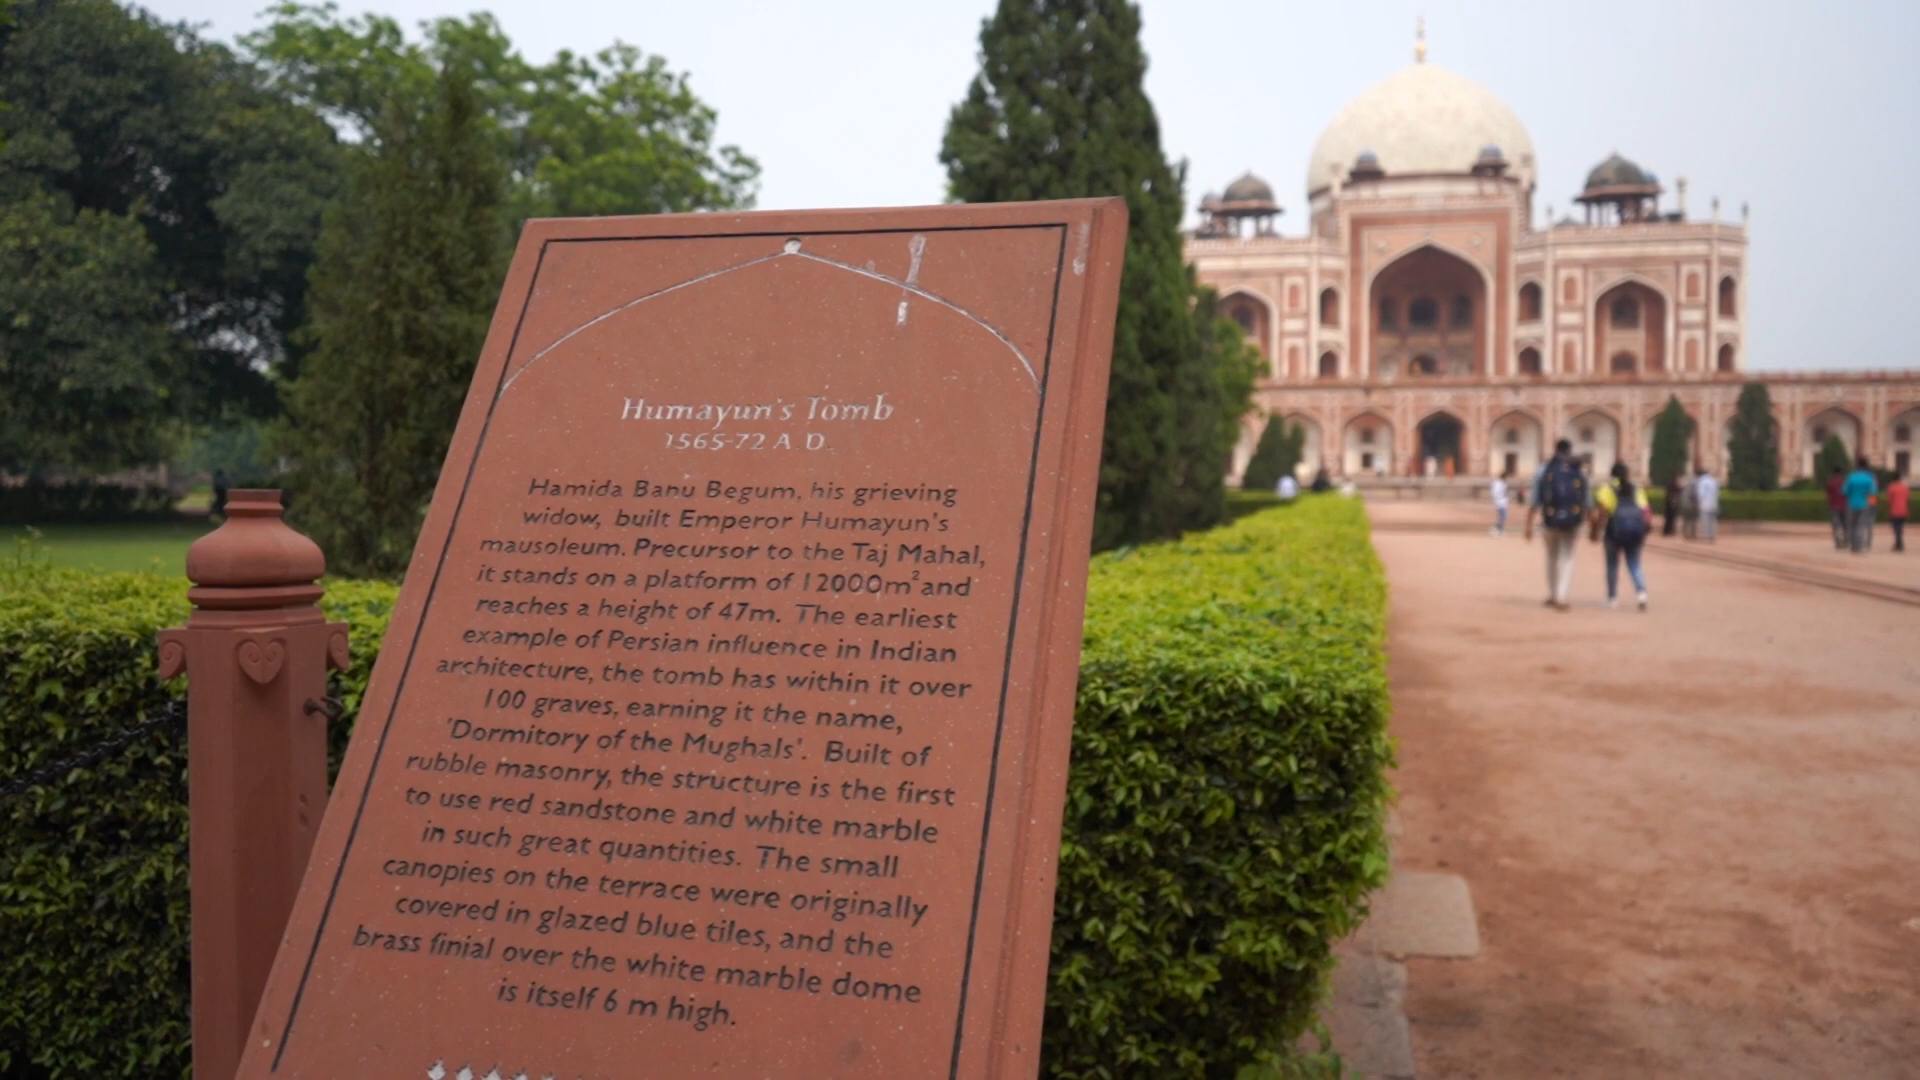 Humayun's Tomb
1565-72 A. D.
Hamida Banu Begum, his grieving
widow, built Emperor Humayun's
mausoleum. Precursor to the Taj Mahal,
it stands on a platform of 12000m² and
reaches a height of 47m. The earliest
example of Persian influence in Indian
architecture, the tomb has within it over
100 graves, earning it the name,
'Dormitory of the Mughals'. Built of
rubble masonry, the structure is the first
to use red sandstone and white marble
in such great quantities. The small
canopies on the terrace were originally
covered in glazed blue tiles, and the
brass finial over the white marble dome
is itself 6 m high.